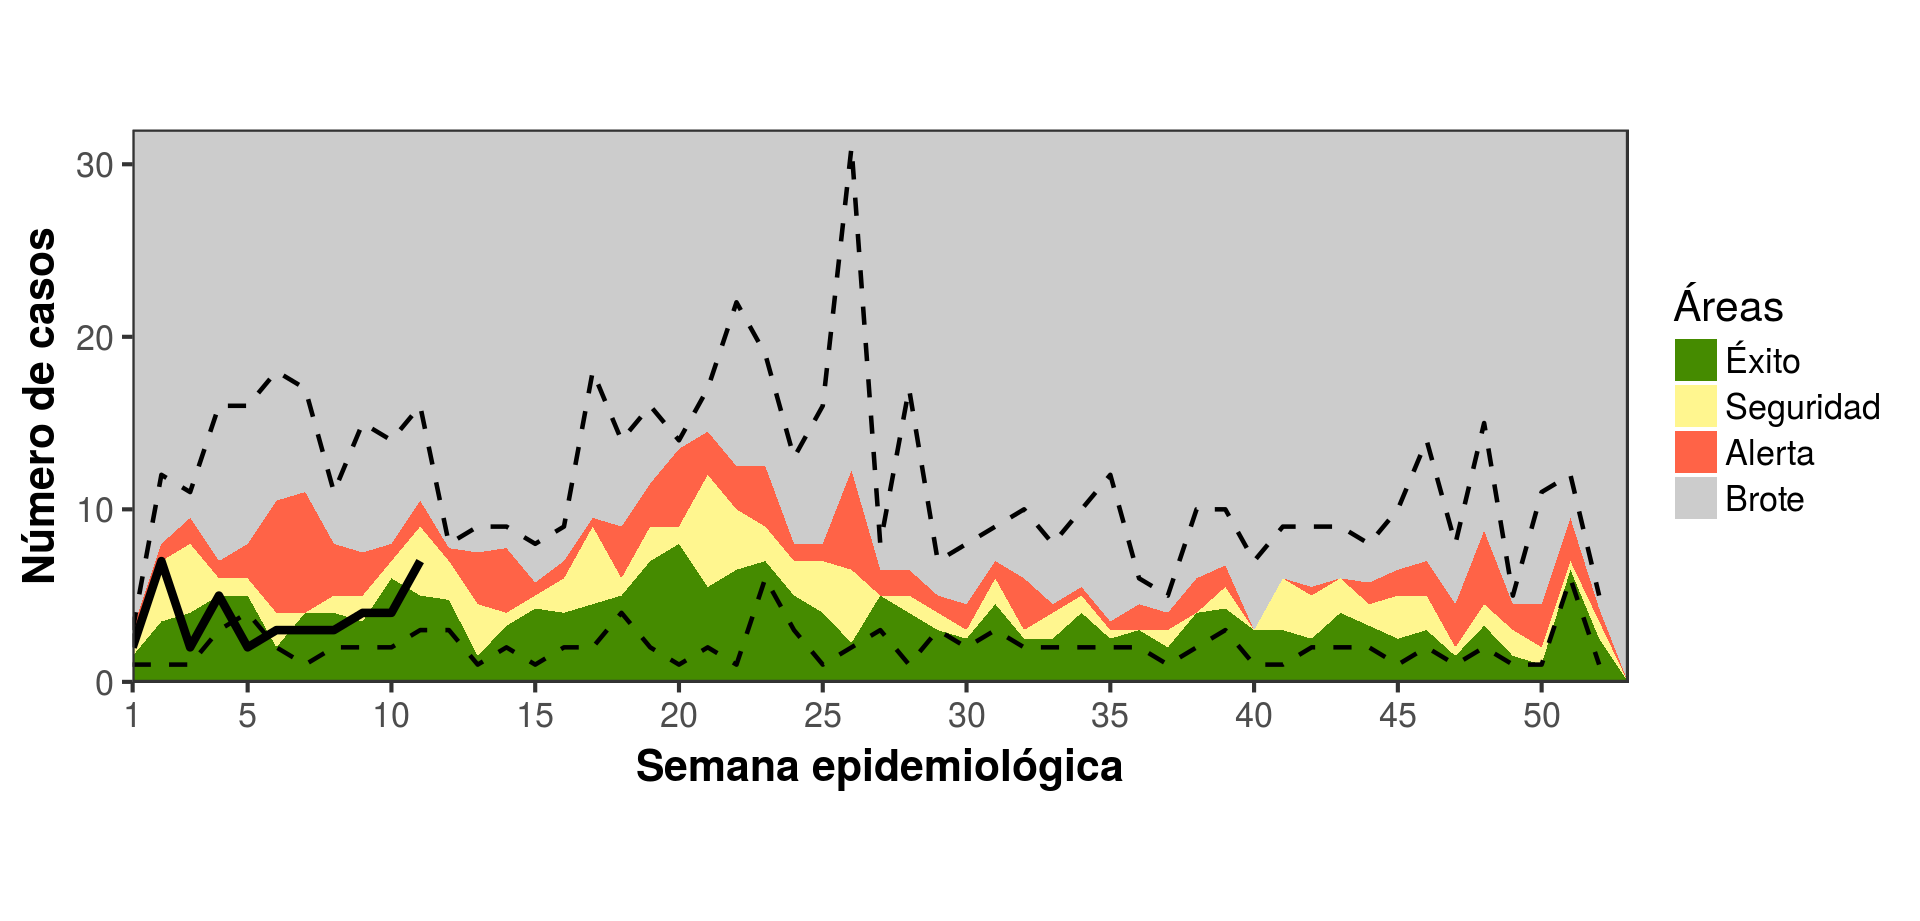 Número de casos
30
20
10
0
1 5 10 15 20 25 30 35 40 45 50
Semana epidemiológica
Áreas
Éxito
Seguridad
Alerta
Brote